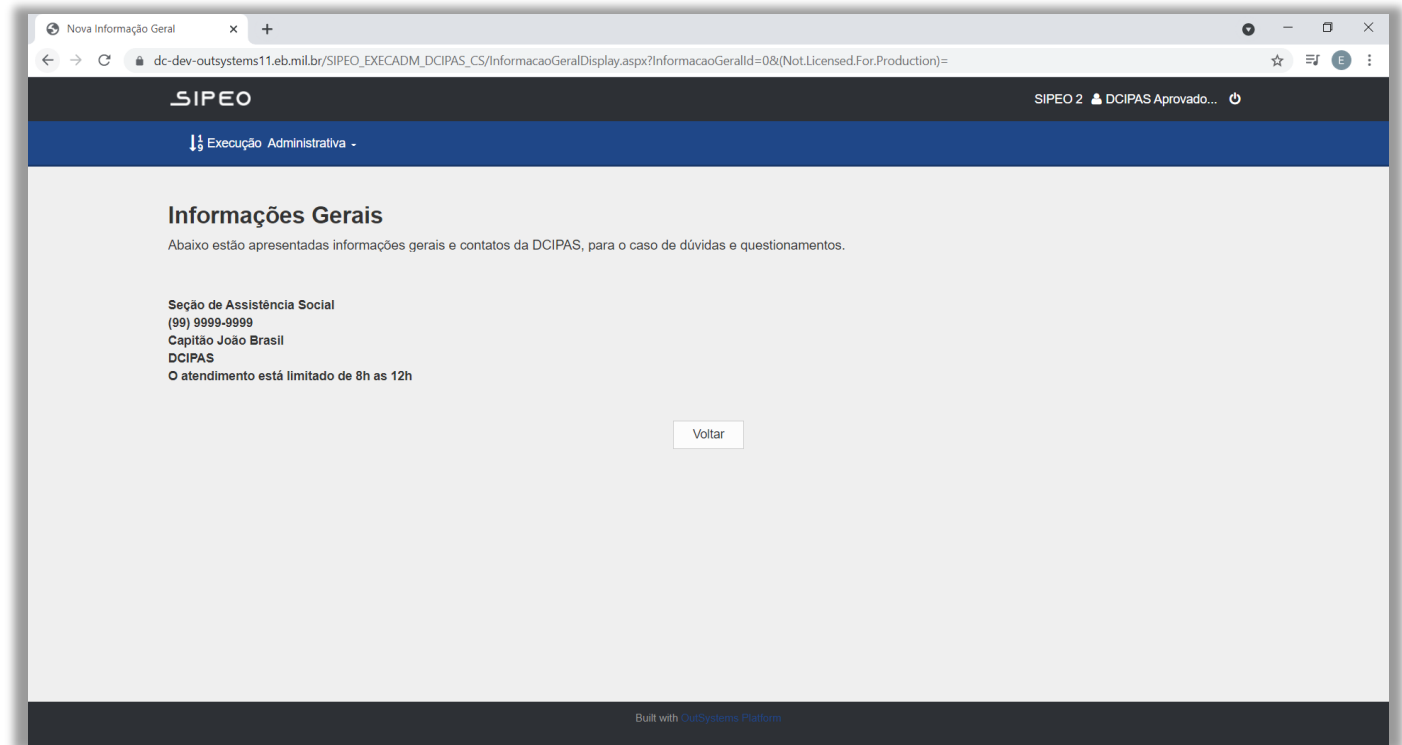 Nova Informação Geral
dc-dev-outsystems11.eb.mil.br/SIPEO_EXECADM_DCIPAS_CS/InformacaoGeralDisplay.aspx?InformacaoGeralId=0&(Not.Licensed.For.Production)=
E
SIPEO
SIPEO 2 DCIPAS Aprovado...
Execução Administrativa
Informações Gerais
Abaixo estão apresentadas informações gerais e contatos da DCIPAS, para o caso de dúvidas e questionamentos.
Seção de Assistência Social
(99) 9999-9999
Capitão João Brasil
DCIPAS
O atendimento está limitado de 8h as 12h
Voltar
Built with OutSystems Platform